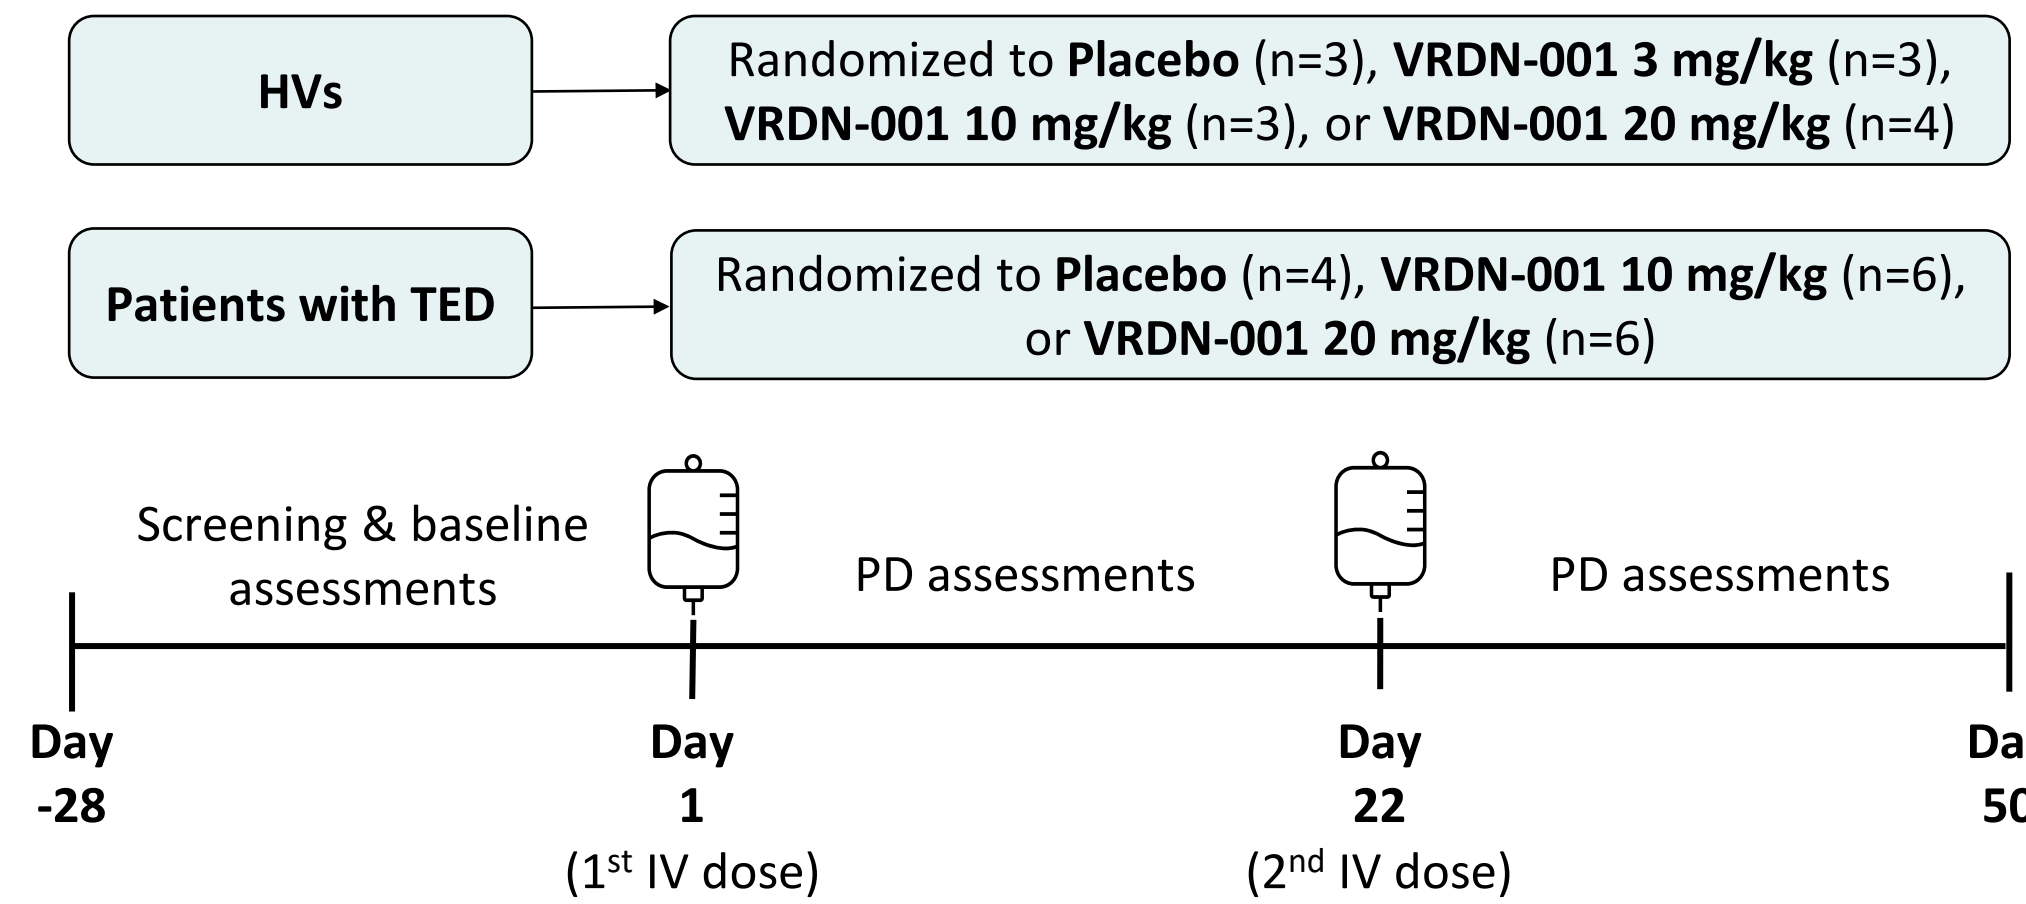 HVs
Randomized to Placebo (n=3), VRDN-001 3 mg/kg (n=3),
VRDN-001 10 mg/kg (n=3), or VRDN-001 20 mg/kg (n=4)
Patients with TED
Randomized to Placebo (n=4), VRDN-001 10 mg/kg (n=6),
or VRDN-001 20 mg/kg (n=6)
Screening & baseline
assessments
PD assessments
PD assessments
Day
-28
Day
1
(1st IV dose)
Day
22
(2nd IV dose)
Da
50